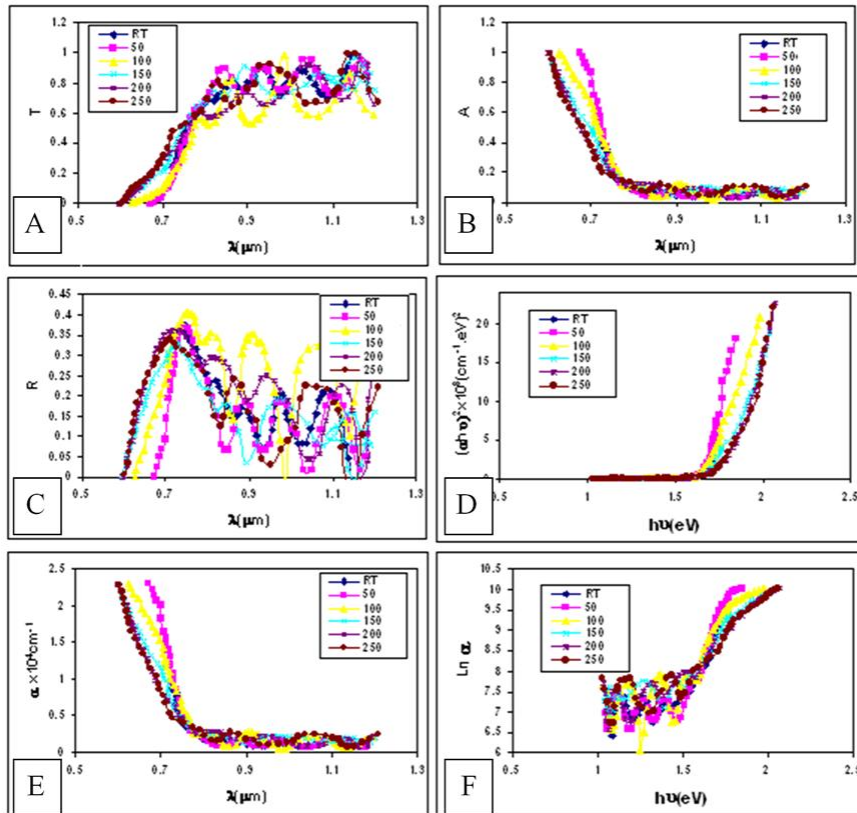 1.2
1
0.8
0.6
0.4
0.2
0
T
RT
50
100
150
200
250
0.5 0.7 0.9 1.1 1.3
λ(µm)
A
1.2
1
0.8
0.6
0.4
0.2
0
A
RT
50
100
150
200
250
0.5 0.7 0.9 1.1 1.3
λ(µm)
B
0.45
0.4
0.35
0.3
0.25
0.2
0.15
0.1
0.05
0
R
RT
50
100
150
200
250
0.5 0.7 0.9 1.1 1.3
λ(µm)
C
20
15
10
5
0
(αhυ)²×10⁸(cm⁻¹.eV)²
RT
50
100
150
200
250
0.5 1 1.5 2 2.5
hυ(eV)
D
2.5
2
1.5
1
0.5
0
α ×10⁴cm⁻¹
RT
50
100
150
200
250
0.5 0.7 0.9 1.1 1.3
λ(µm)
E
10.5
10
9.5
9
8.5
8
7.5
7
6.5
6
Ln α
RT
50
100
150
200
250
0.5 1 1.5 2 2.5
hυ(eV)
F